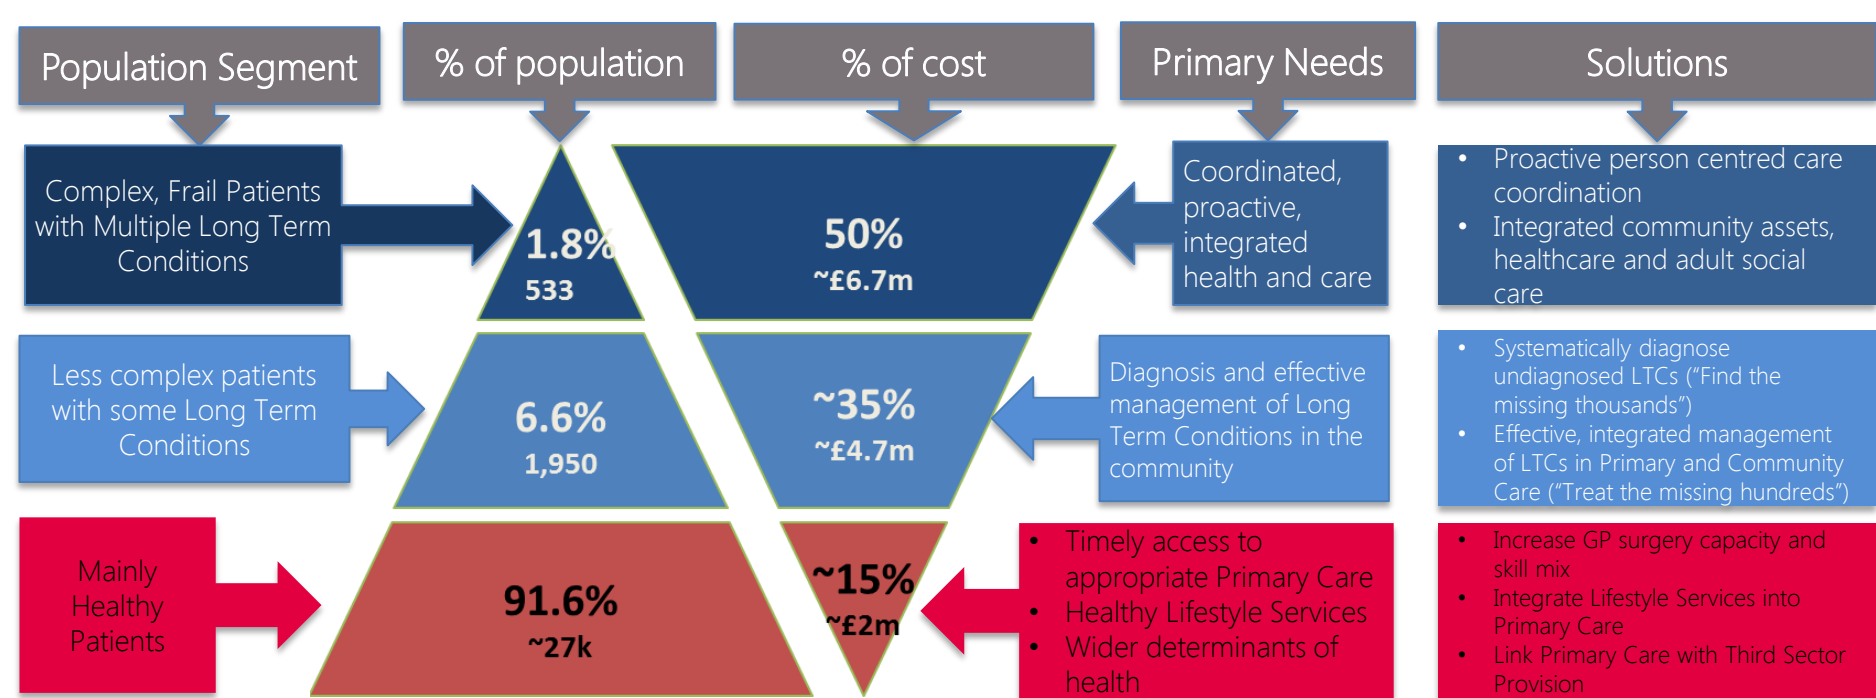 Population Segment
% of population
% of cost
Primary Needs
Solutions
Complex, Frail Patients
with Multiple Long Term
Conditions
1.8%
533
50%
~£6.7m
Coordinated,
proactive,
integrated
health and care
• Proactive person centred care
coordination
• Integrated community assets,
healthcare and adult social
care
Less complex patients
with some Long Term
Conditions
6.6%
1,950
~35%
~£4.7m
Diagnosis and effective
management of Long
Term Conditions in the
community
• Systematically diagnose
undiagnosed LTCs (“Find the
missing thousands”)
• Effective, integrated management
of LTCs in Primary and Community
Care (“Treat the missing hundreds”)
Mainly
Healthy
Patients
91.6%
~27k
~15%
~£2m
• Timely access to
appropriate Primary Care
• Healthy Lifestyle Services
• Wider determinants of
health
• Increase GP surgery capacity and
skill mix
• Integrate Lifestyle Services into
Primary Care
• Link Primary Care with Third Sector
Provision